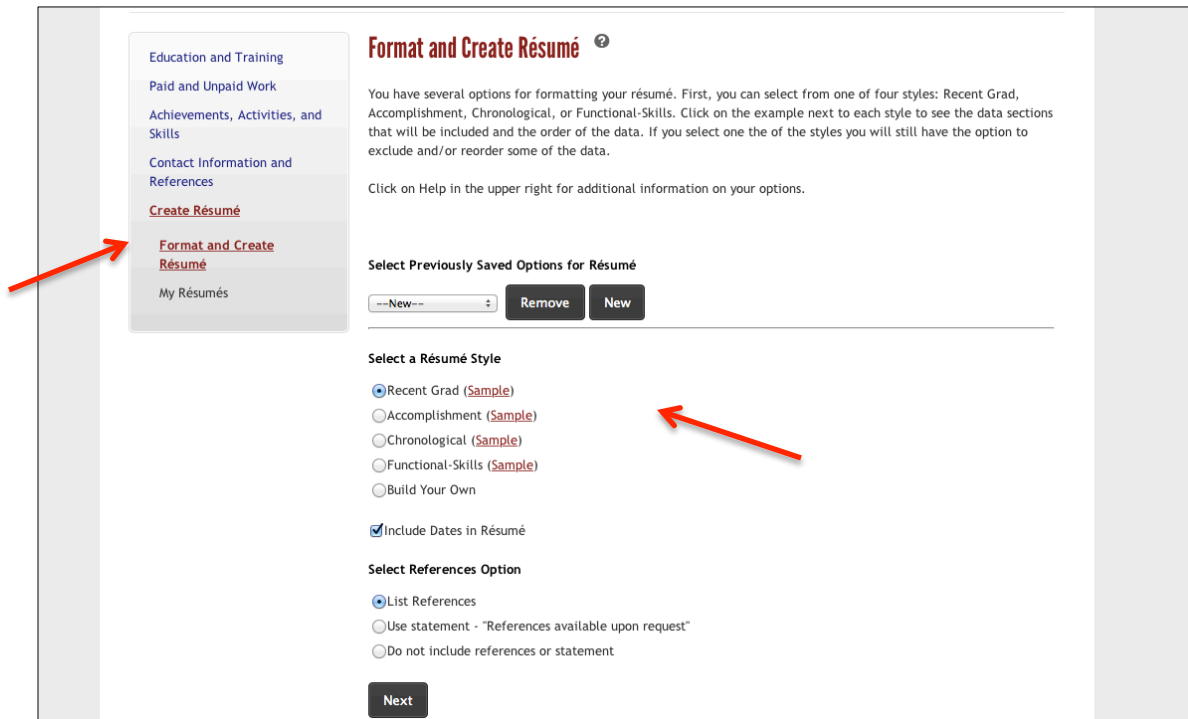 Education and Training
Paid and Unpaid Work
Achievements, Activities, and
Skills
Contact Information and
References
Create Résumé
Format and Create
Résumé
My Résumés
Format and Create Résumé ?
You have several options for formatting your résumé. First, you can select from one of four styles: Recent Grad,
Accomplishment, Chronological, or Functional-Skills. Click on the example next to each style to see the data sections
that will be included and the order of the data. If you select one the of the styles you will still have the option to
exclude and/or reorder some of the data.
Click on Help in the upper right for additional information on your options.
Select Previously Saved Options for Résumé
--New-- Remove New
Select a Résumé Style
Recent Grad (Sample)
Accomplishment (Sample)
Chronological (Sample)
Functional-Skills (Sample)
Build Your Own
Include Dates in Résumé
Select References Option
List References
Use statement - "References available upon request"
Do not include references or statement
Next